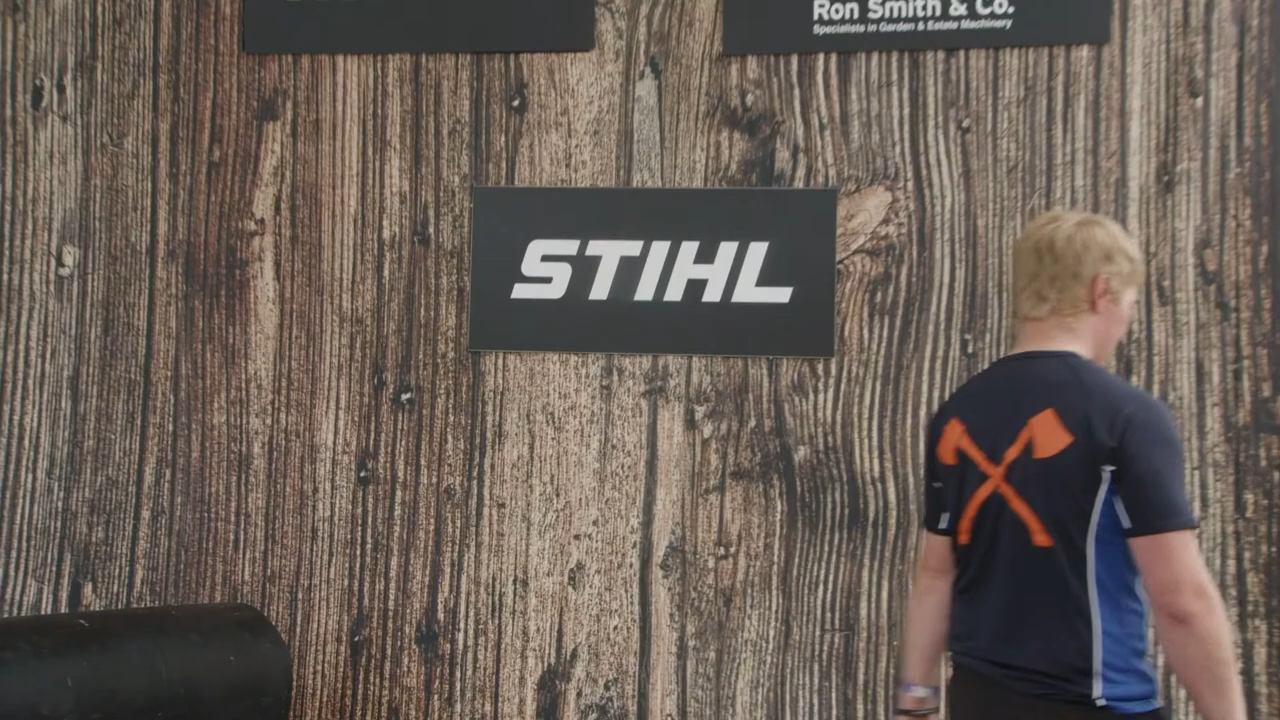 Ron Smith & Co.
Specialists in Garden & Estate Machinery
STIHL